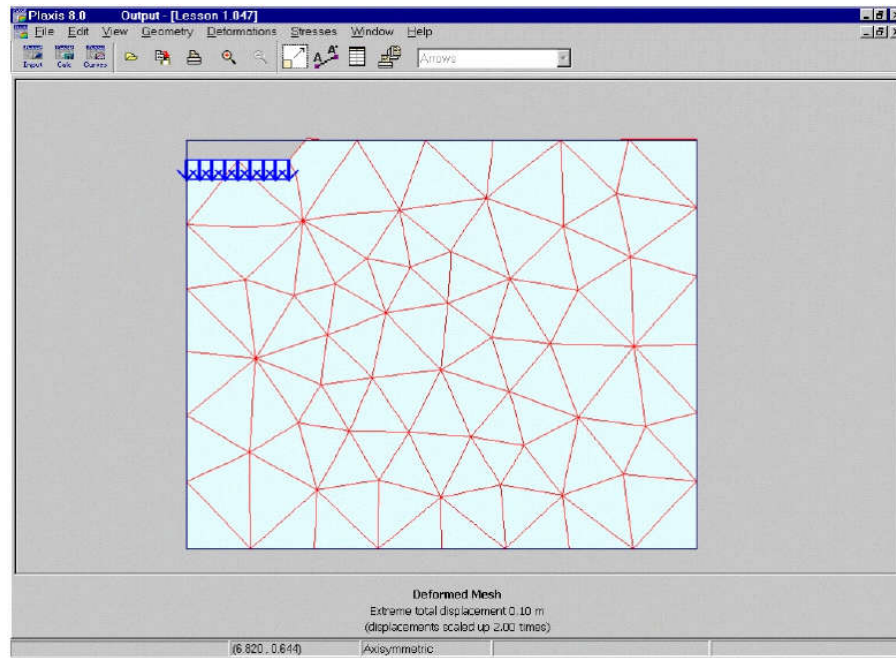 Plaxis 8.0 Output - [Lesson 1.047]
File Edit View Geometry Deformations Stresses Window Help
Input Calc Curves Arrows
Deformed Mesh
Extreme total displacement 0.10 m
(displacements scaled up 2.00 times)
(6.820 , 0.644) Axisymmetric